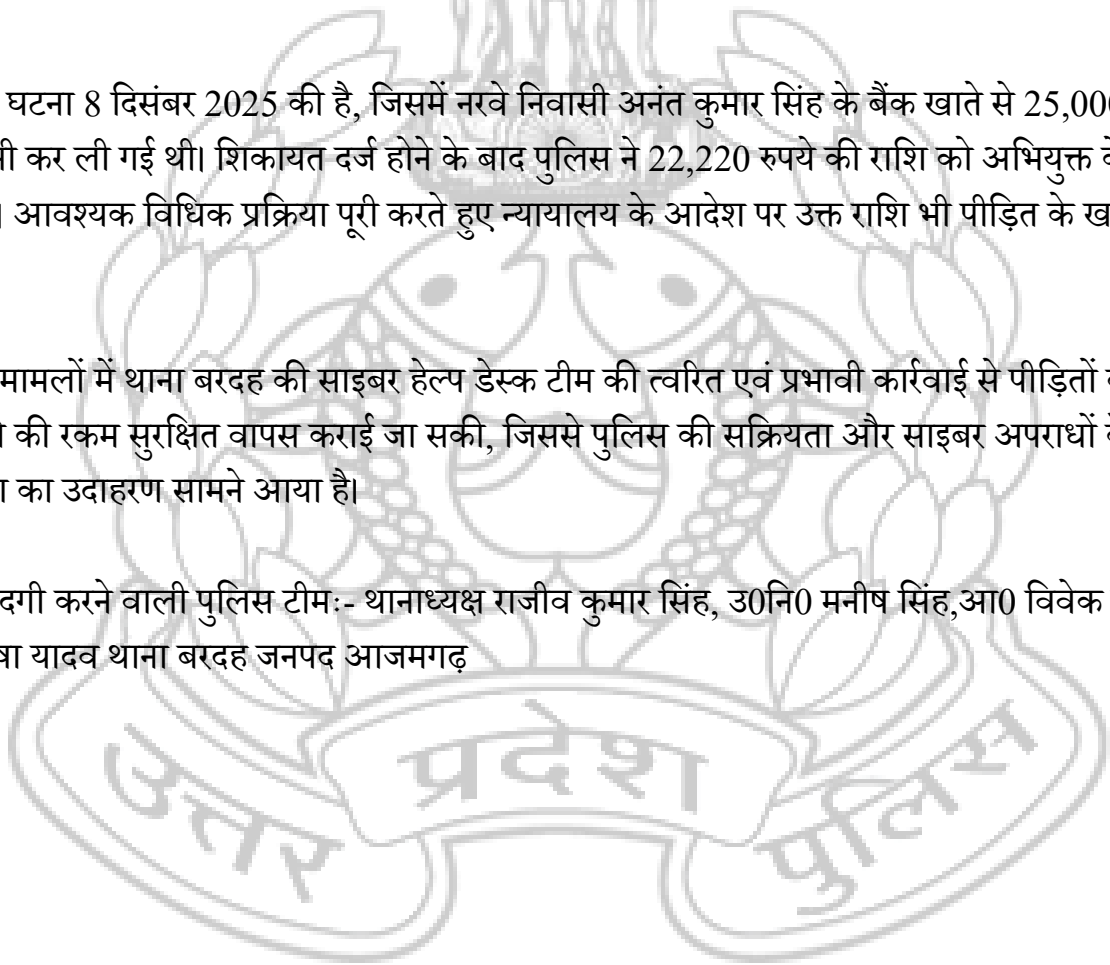 घटना 8 दिसंबर 2025 की है, जिसमें नरवे निवासी अनंत कुमार सिंह के बैंक खाते से 25,000
कर ली गई थी। शिकायत दर्ज होने के बाद पुलिस ने 22,220 रुपये की राशि को अभियुक्त
। आवश्यक विधिक प्रक्रिया पूरी करते हुए न्यायालय के आदेश पर उक्त राशि भी पीड़ित के
मामलों में थाना बरदह की साइबर हेल्प डेस्क टीम की त्वरित एवं प्रभावी कार्रवाई से पीड़ितों
की रकम सुरक्षित वापस कराई जा सकी, जिससे पुलिस की सक्रियता और साइबर अपराधों
का उदाहरण सामने आया है।
करने वाली पुलिस टीमः- थानाध्यक्ष राजीव कुमार सिंह, उ0नि0 मनीष सिंह,आ0 विवेक
यादव थाना बरदह जनपद आजमगढ़
उत्तर प्रदेश पुलिस